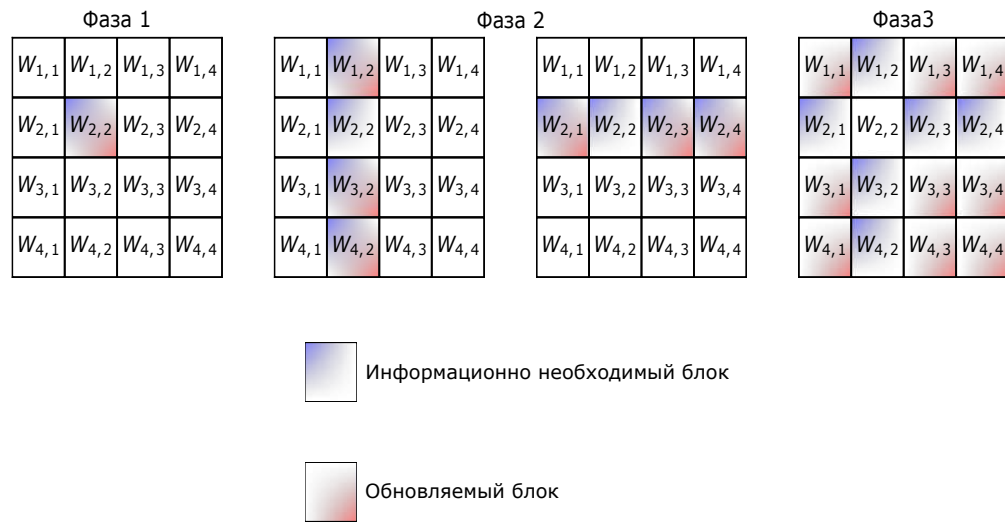 Фаза 1 Фаза 2 Фаза3
W1,1 W1,2 W1,3 W1,4 W1,1 W1,2 W1,3 W1,4 W1,1 W1,2 W1,3 W1,4 W1,1 W1,2 W1,3 W1,4
W2,1 W2,2 W2,3 W2,4 W2,1 W2,2 W2,3 W2,4 W2,1 W2,2 W2,3 W2,4 W2,1 W2,2 W2,3 W2,4
W3,1 W3,2 W3,3 W3,4 W3,1 W3,2 W3,3 W3,4 W3,1 W3,2 W3,3 W3,4 W3,1 W3,2 W3,3 W3,4
W4,1 W4,2 W4,3 W4,4 W4,1 W4,2 W4,3 W4,4 W4,1 W4,2 W4,3 W4,4 W4,1 W4,2 W4,3 W4,4
Информационно необходимый блок
Обновляемый блок